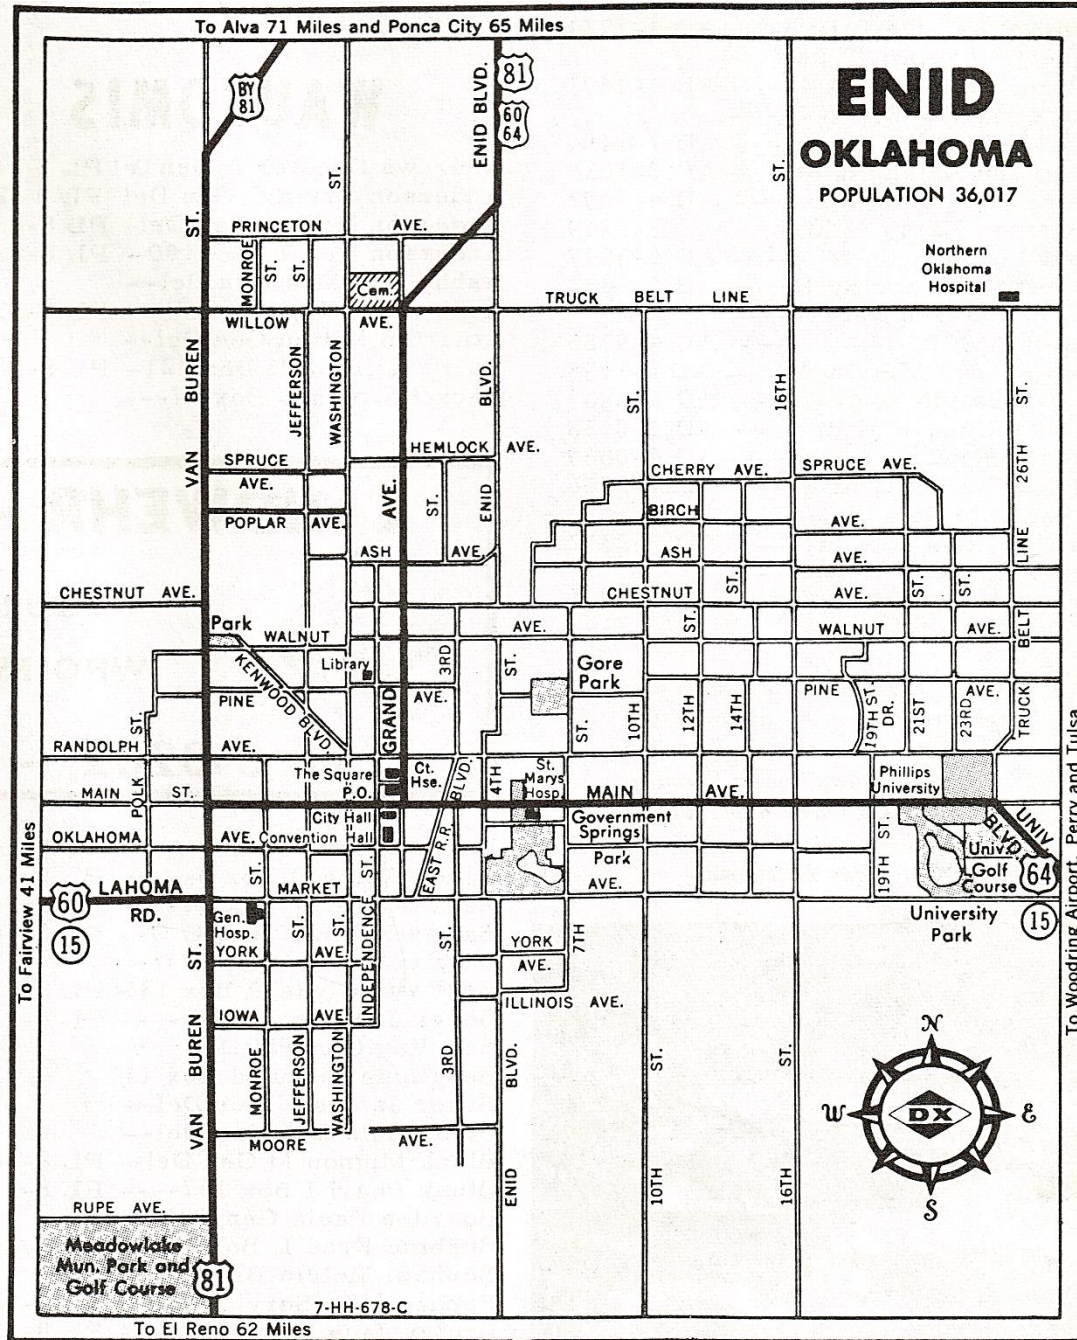 To Alva 71 Miles and Ponca City 65 Miles
ENID
OKLAHOMA
POPULATION 36,017
BY
81
ENID BLVD.
81
60
64
ST.
ST.
ST.
PRINCETON AVE.
MONROE
ST.
ST.
Cem.
Northern
Oklahoma
Hospital
TRUCK BELT LINE
WILLOW AVE.
VAN BUREN
JEFFERSON
WASHINGTON
BLVD.
ENID
ST.
16TH
ST.
26TH
LINE
BELT
TRUCK
HEMLOCK AVE.
SPRUCE
AVE.
CHERRY AVE.
SPRUCE AVE.
AVE.
ST.
POPLAR AVE.
BIRCH
AVE.
ASH AVE.
ASH
AVE.
CHESTNUT AVE.
CHESTNUT
AVE.
ST.
ST.
ST.
Park
WALNUT
AVE.
WALNUT AVE.
ST.
KENWOOD BLVD.
Library
3RD
ST.
Gore
Park
PINE
AVE.
PINE
AVE.
GRAND
ST.
10TH
12TH
14TH
19TH ST.
DR.
21ST
23RD
RANDOLPH
AVE.
POLK ST.
The Square
P.O.
Ct.
Hse.
4TH
St.
Marys
Hosp.
Phillips
University
MAIN ST.
MAIN AVE.
City Hall
Government
Springs
OKLAHOMA AVE.
Convention Hall
EAST R.R. BLVD.
Park
AVE.
19TH ST.
Univ.
Golf
Course
UNIV.
BLVD.
64
15
LAHOMA
RD.
60
15
ST.
MARKET
ST.
University
Park
Gen.
Hosp.
ST.
ST.
INDEPENDENCE
YORK AVE.
ST.
YORK
AVE.
7TH
IOWA AVE.
ILLINOIS AVE.
VAN BUREN ST.
MONROE
JEFFERSON
WASHINGTON
3RD
BLVD.
ENID
ST.
10TH
ST.
16TH
MOORE AVE.
N
W
DX
E
S
RUPE AVE.
Meadowlake
Mun. Park and
Golf Course
81
7-HH-678-C
To El Reno 62 Miles
To Fairview 41 Miles
To Woodring Airport, Perry and Tulsa